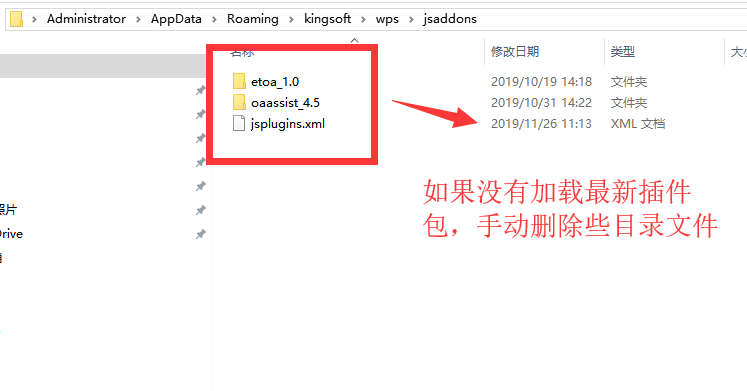 Administrator > AppData > Roaming > kingsoft > wps > jsaddons
名称 修改日期 类型 大
etoa_1.0 2019/10/19 14:18 文件夹
oaassist_4.5 2019/10/31 14:22 文件夹
jsplugins.xml 2019/11/26 11:13 XML 文档
如果没有加载最新插件
包，手动删除些目录文件
照片
Drive